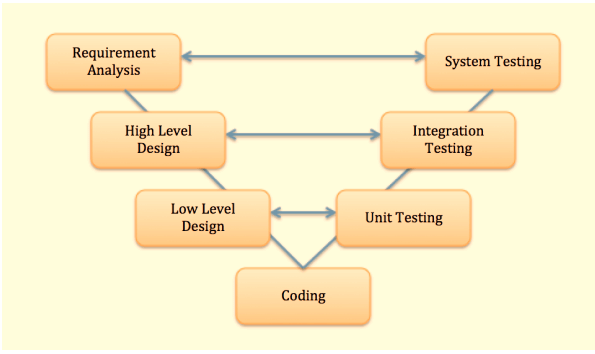 Requirement
Analysis
System Testing
High Level
Design
Integration
Testing
Low Level
Design
Unit Testing
Coding